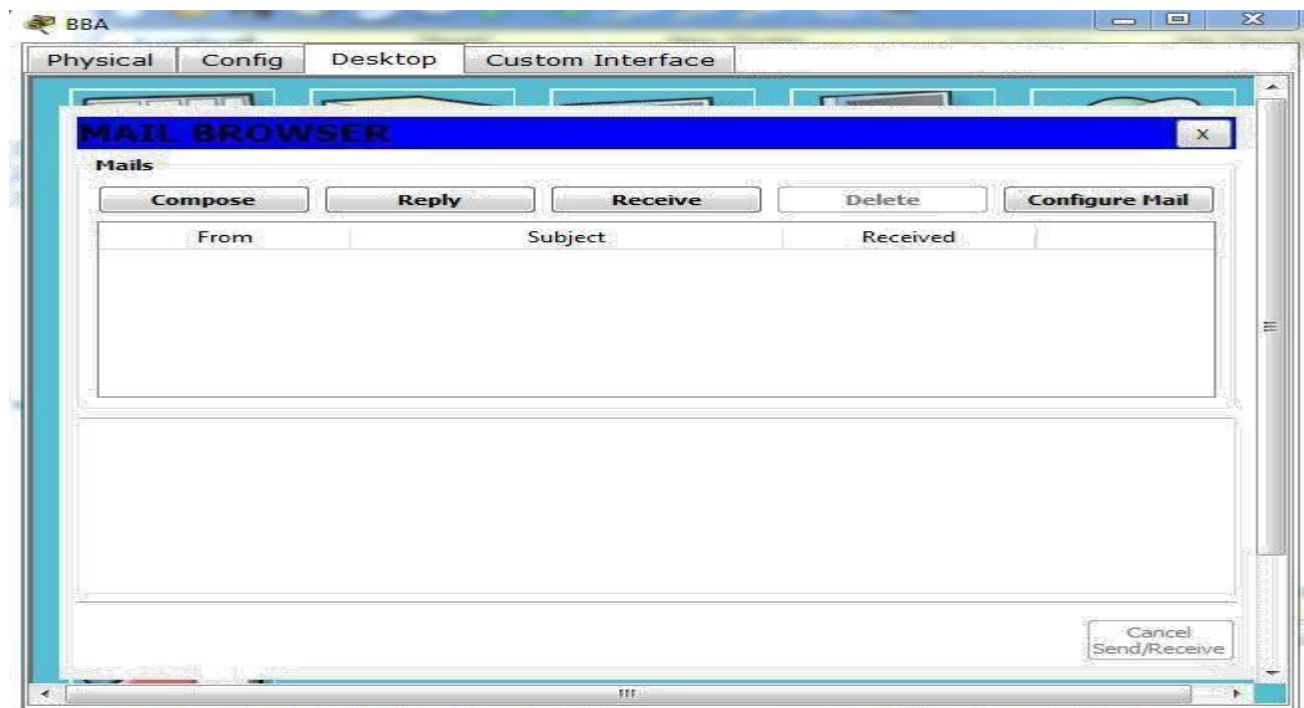 BBA
Physical Config Desktop Custom Interface
MAIL BROWSER
X
Mails
Compose Reply Receive Delete Configure Mail
From Subject Received
Cancel
Send/Receive